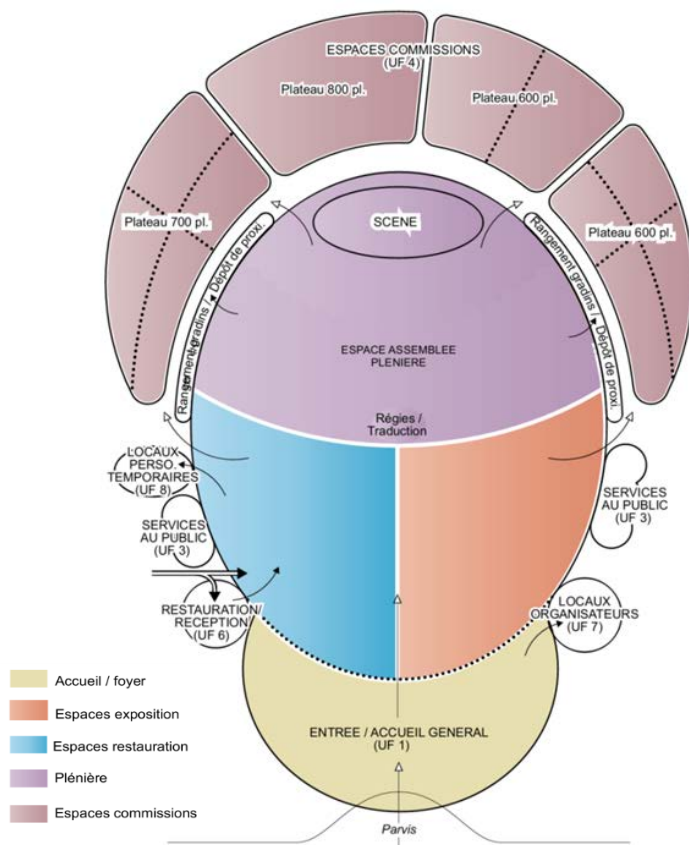 ESPACES COMMISSIONS
(UF 4)
Plateau 800 pl.
Plateau 600 pl.
Plateau 700 pl.
Plateau 600 pl.
SCENE
Rangement gradins / Dépôt de proxi.
Rangement gradins / Dépôt de proxi.
ESPACE ASSEMBLEE
PLENIERE
Régies /
Traduction
LOCAUX
PERSO.
TEMPORAIRES
(UF 8)
SERVICES
AU PUBLIC
(UF 3)
SERVICES
AU PUBLIC
(UF 3)
RESTAURATION/
RECEPTION/
(UF 6)
LOCAUX
ORGANISATEURS
(UF 7)
ENTREE / ACCUEIL GENERAL
(UF 1)
Parvis
Accueil / foyer
Espaces exposition
Espaces restauration
Plénière
Espaces commissions